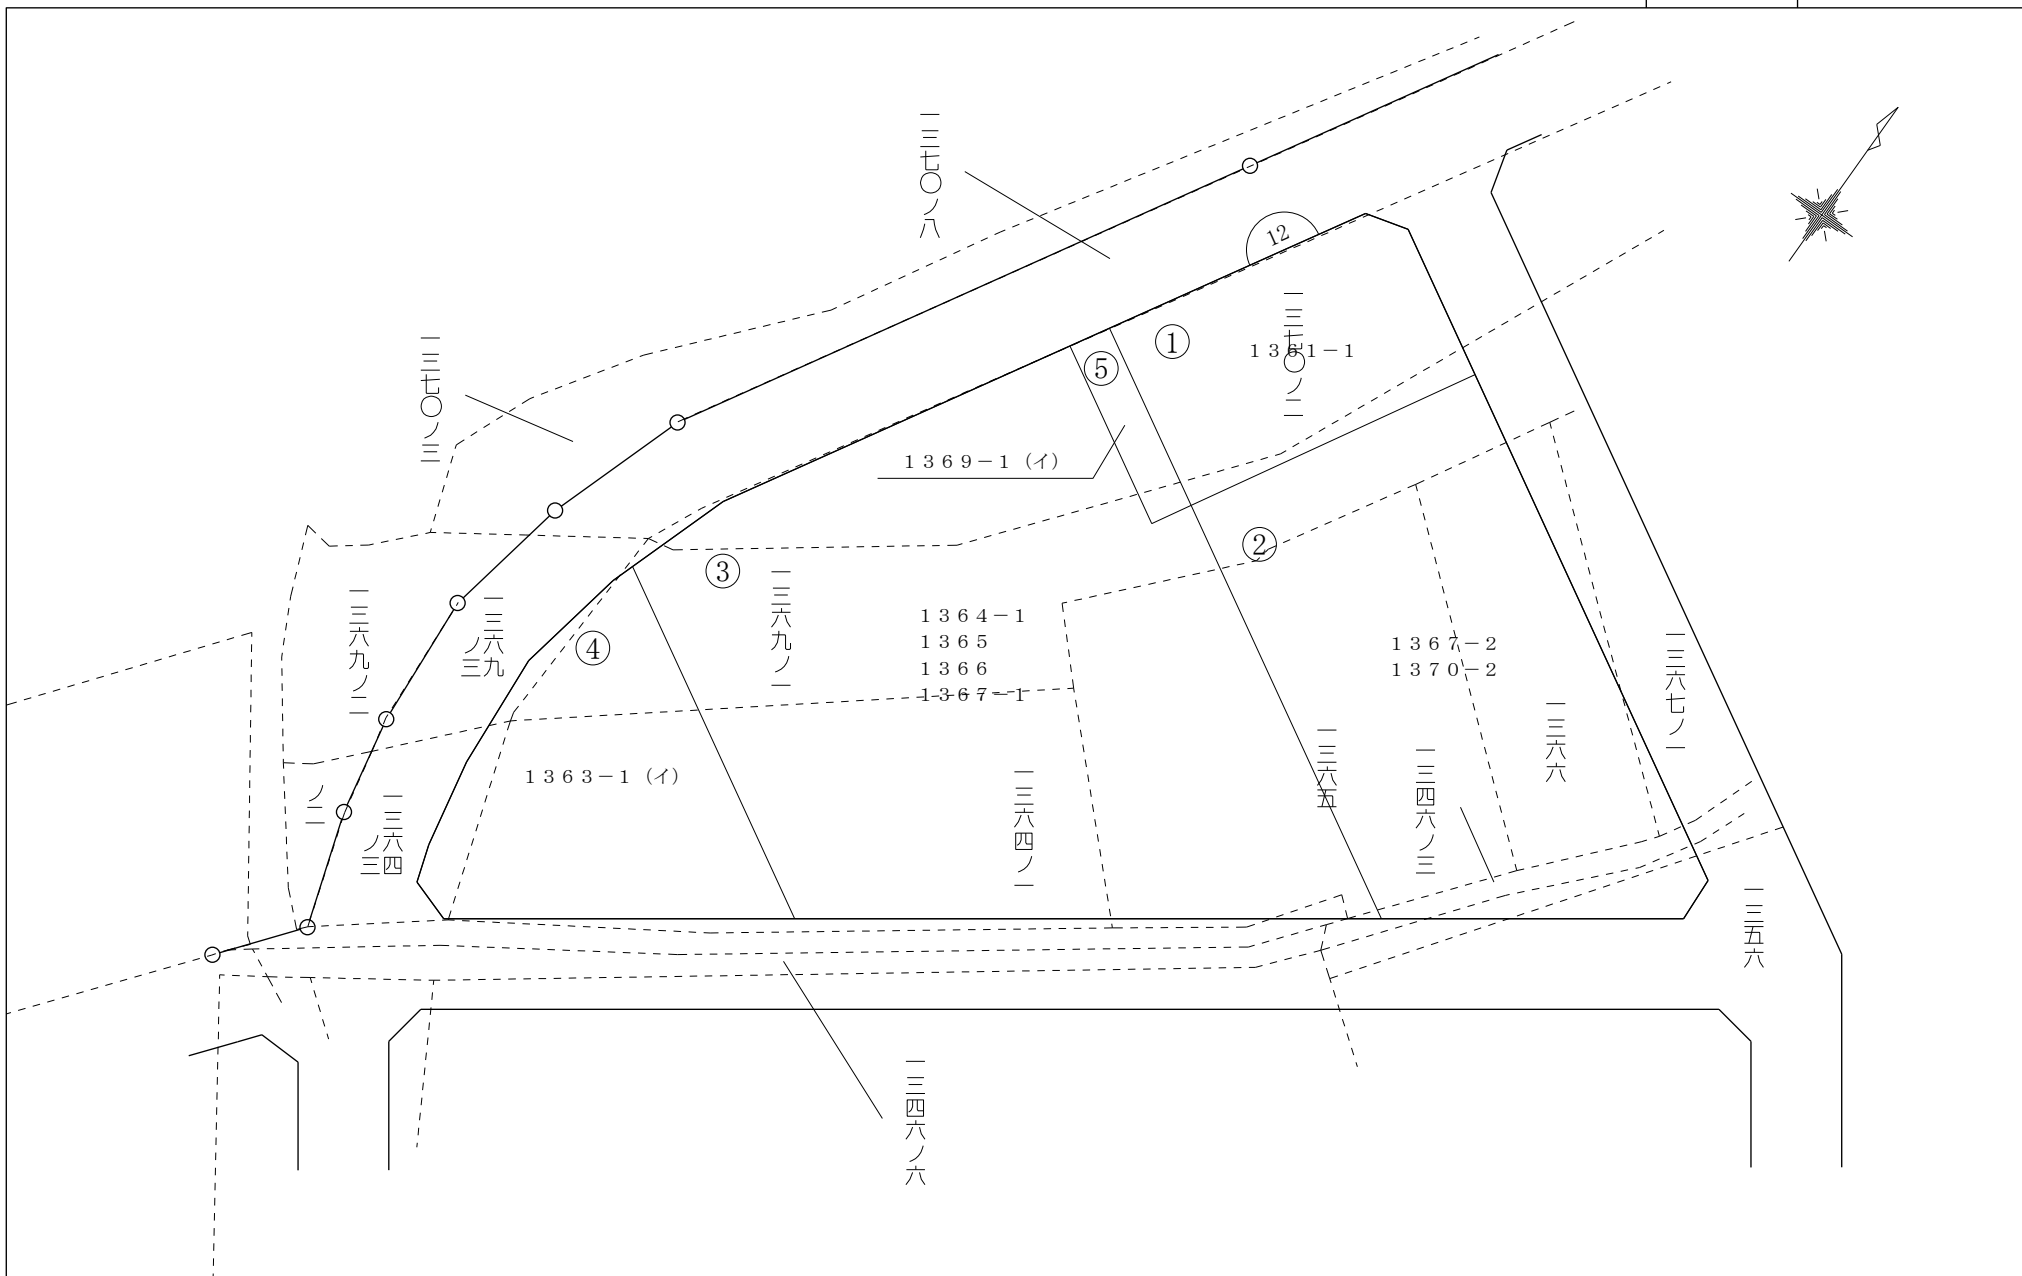 一三七〇ノ八
12
一三七〇ノ二
①
1361-1
⑤
一三七〇ノ三
1369-1（イ）
②
③
一三六九ノ一
一三六九ノ二
一三六九
ノ三
④
1364-1
1365
1366
1367-1
1367-2
1370-2
一三六七ノ一
一三六六
一三六五
一三四六ノ三
1363-1（イ）
一三六四ノ一
ノ二
一三六四
ノ三
一三五六
一三四六ノ六